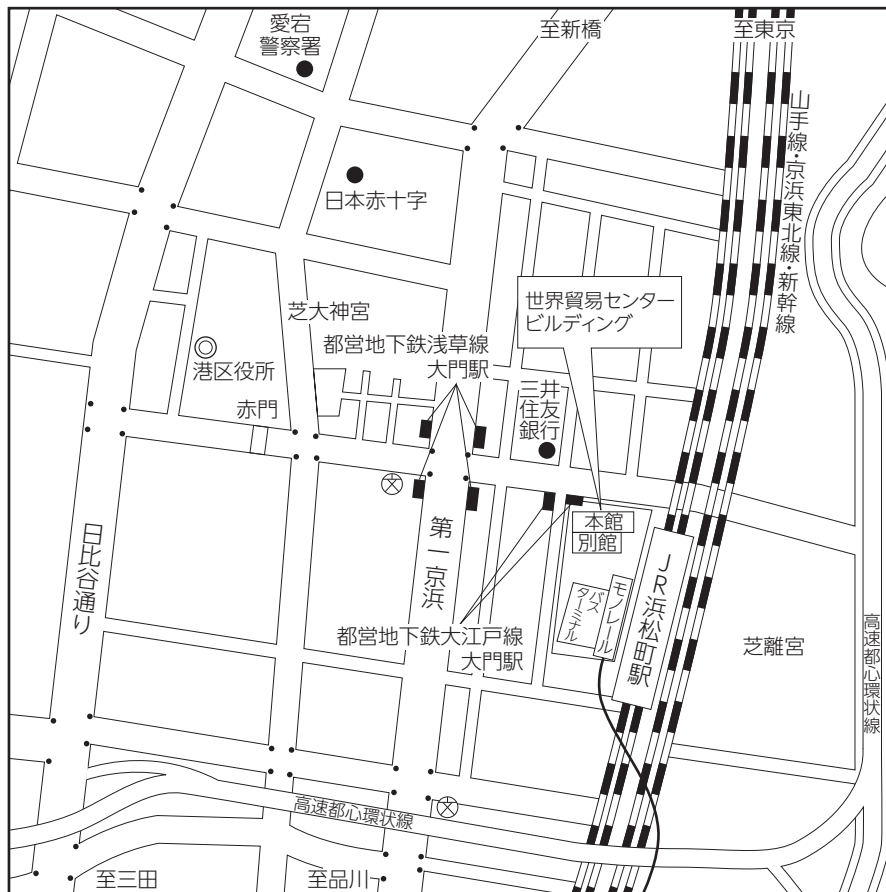 愛宕
警察署
至新橋
至東京
山手線・京浜東北線・新幹線
日本赤十字
世界貿易センター
ビルディング
芝大神宮
都営地下鉄浅草線
大門駅
港区役所
赤門
三井
住友
銀行
本館
別館
日比谷通り
第一京浜
JR浜松町駅
モノレール
バス
ターミナル
都営地下鉄大江戸線
大門駅
芝離宮
高速都心環状線
高速都心環状線
至三田
至品川